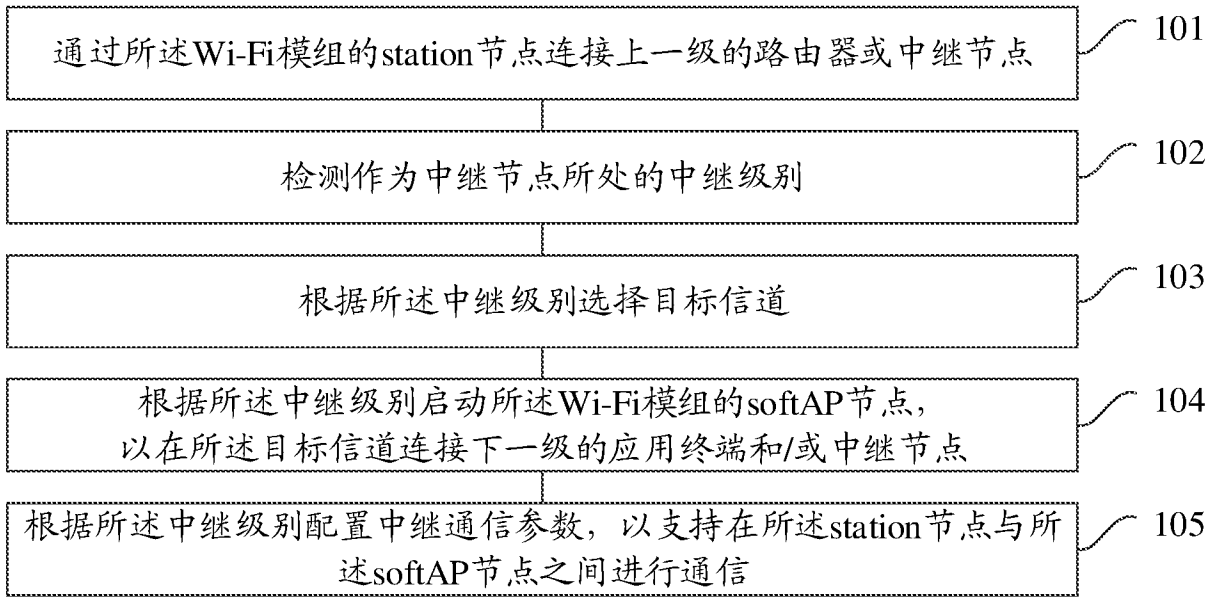 通过所述Wi-Fi模组的station节点连接上一级的路由器或中继节点
101
检测作为中继节点所处的中继级别
102
根据所述中继级别选择目标信道
103
根据所述中继级别启动所述Wi-Fi模组的softAP节点，
以在所述目标信道连接下一级的应用终端和/或中继节点
104
根据所述中继级别配置中继通信参数，以支持在所述station节点与所
述softAP节点之间进行通信
105